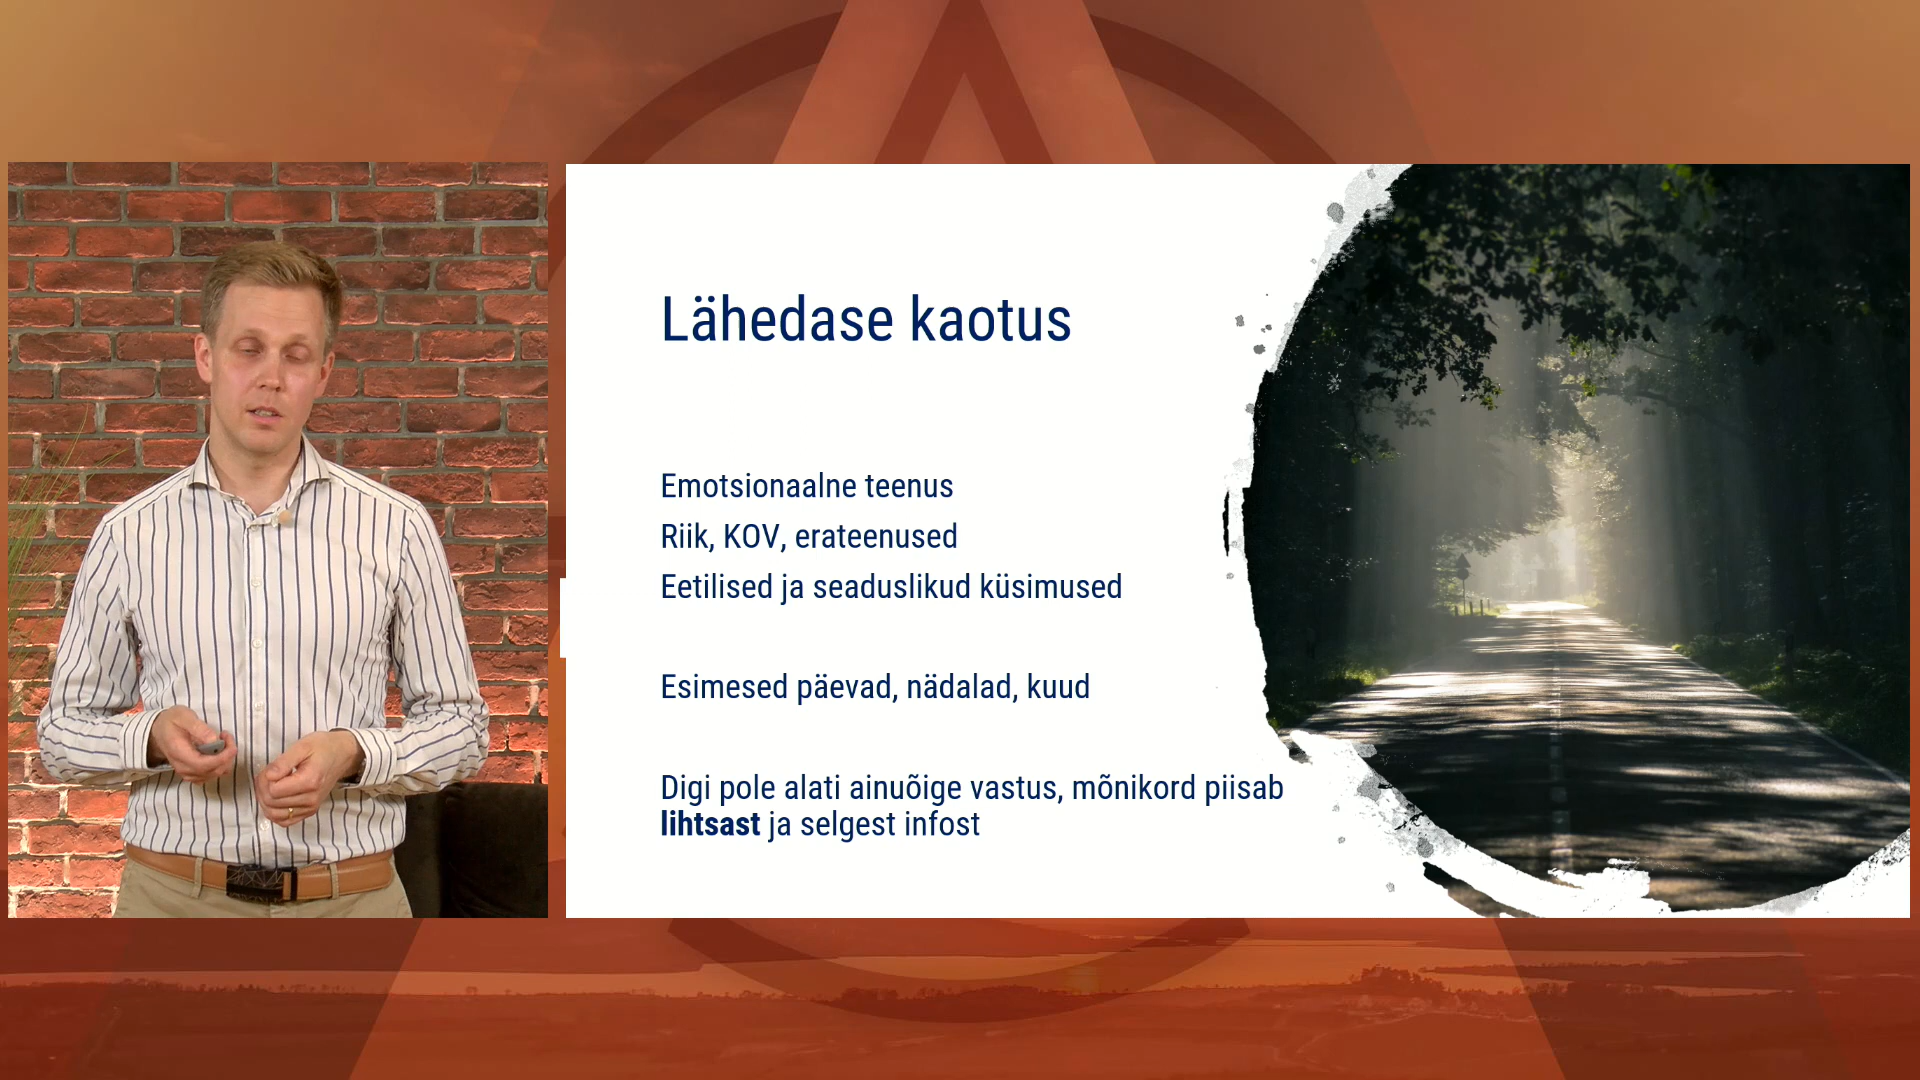 Lähedase kaotus
Emotsionaalne teenus
Riik, KOV, erateenused
Eetilised ja seaduslikud küsimused
Esimesed päevad, nädalad, kuud
Digi pole alati ainuõige vastus, mõnikord piisab
lihtsast ja selgest infost